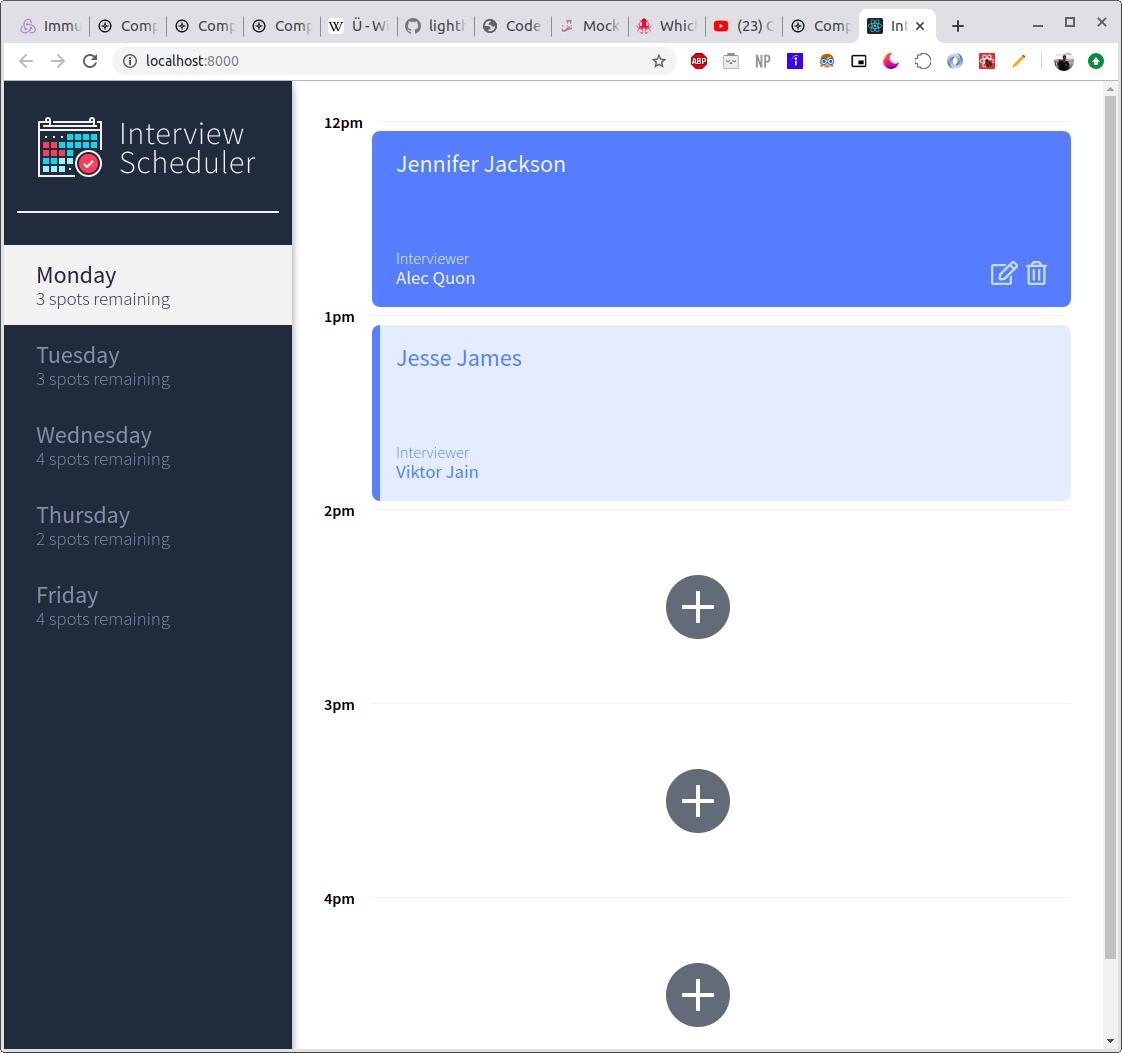 Immu
Comp
Comp
Comp
Ü - Wi
lighth
Code
Mock
Which
(23) C
Comp
Int
localhost:8000
ABP
NP
Interview
Scheduler
Monday
3 spots remaining
Tuesday
3 spots remaining
Wednesday
4 spots remaining
Thursday
2 spots remaining
Friday
4 spots remaining
12pm
Jennifer Jackson
Interviewer
Alec Quon
1pm
Jesse James
Interviewer
Viktor Jain
2pm
3pm
4pm